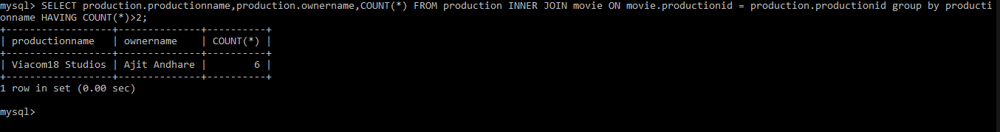 mysql> SELECT production.productionname,production.ownername,COUNT(*) FROM production INNER JOIN movie ON movie.productionid = production.productionid group by producti
onname HAVING COUNT(*)>2;
+------------------+--------------+----------+
| productionname   | ownername    | COUNT(*) |
+------------------+--------------+----------+
| Viacom18 Studios | Ajit Andhare |        6 |
+------------------+--------------+----------+
1 row in set (0.00 sec)

mysql>